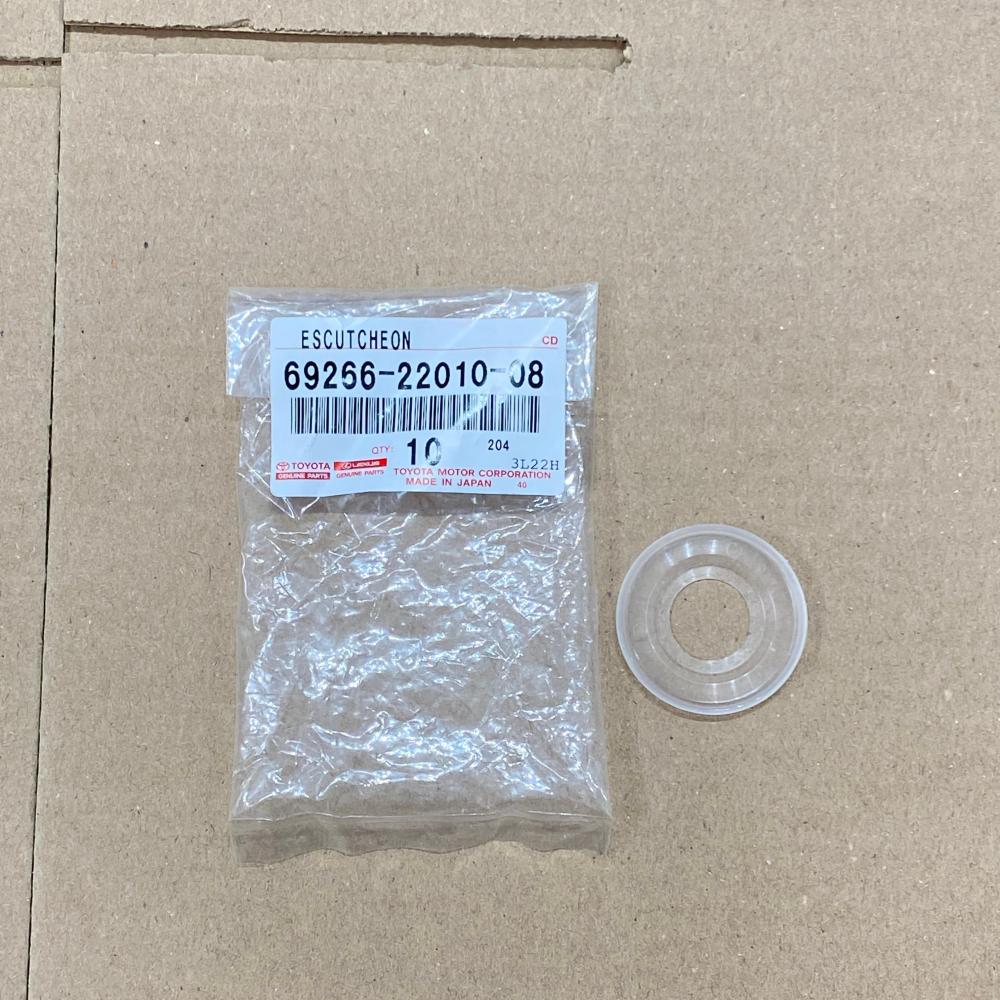 ESCUTCHEON
CD
69266-22010-08
QTY: 10 204
3L22H
TOYOTA LEXUS TOYOTA MOTOR CORPORATION
GENUINE PARTS GENUINE PARTS MADE IN JAPAN 40